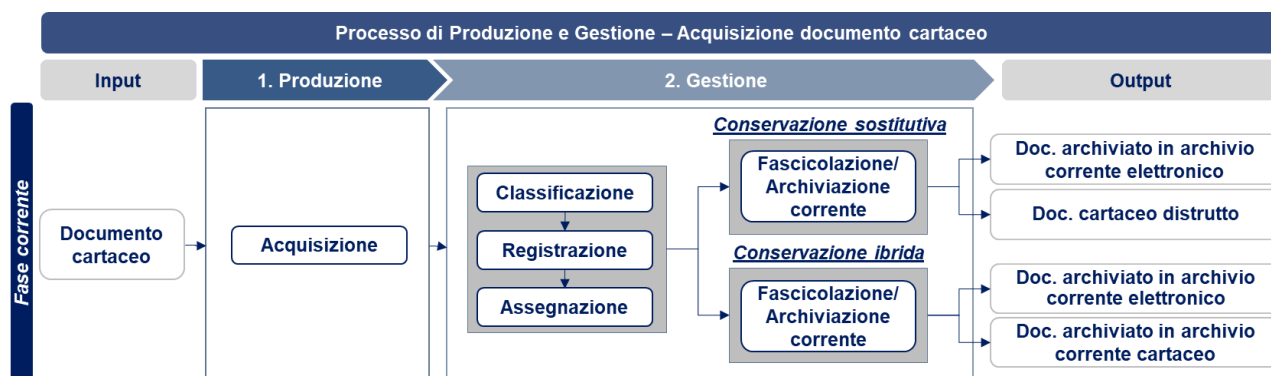 Processo di Produzione e Gestione – Acquisizione documento cartaceo
Input
1. Produzione
2. Gestione
Output
Fase corrente
Documento
cartaceo
Acquisizione
Classificazione
Registrazione
Assegnazione
Conservazione sostitutiva
Fascicolazione/
Archiviazione
corrente
Conservazione ibrida
Fascicolazione/
Archiviazione
corrente
Doc. archiviato in archivio
corrente elettronico
Doc. cartaceo distrutto
Doc. archiviato in archivio
corrente elettronico
Doc. archiviato in archivio
corrente cartaceo